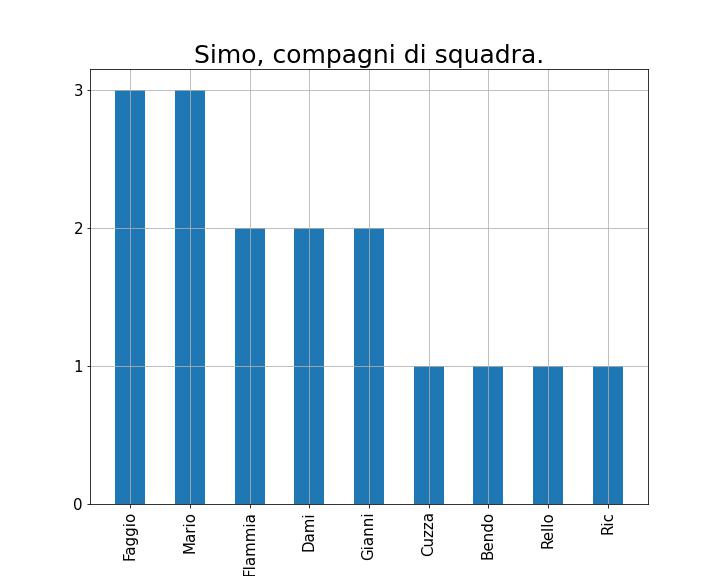 Simo, compagni di squadra.
3
2
1
0
Faggio
Mario
Flammia
Dami
Gianni
Cuzza
Bendo
Rello
Ric